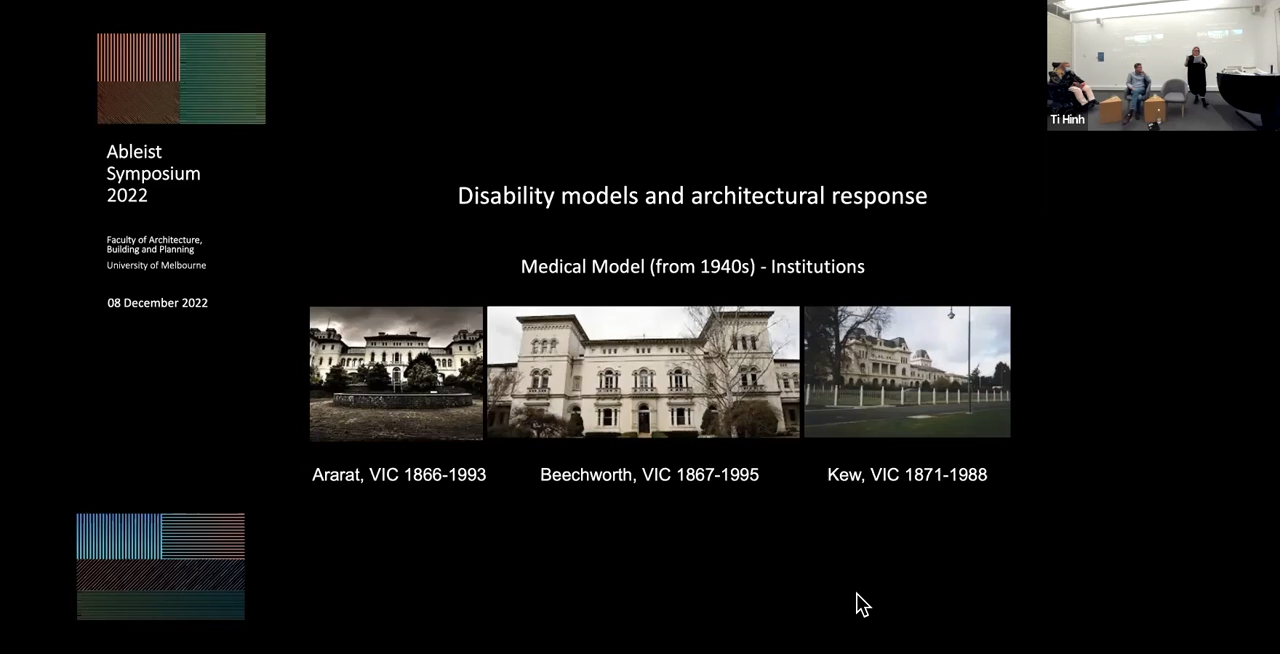 Ableist
Symposium
2022
Faculty of Architecture,
Building and Planning
University of Melbourne
08 December 2022
Disability models and architectural response
Medical Model (from 1940s) - Institutions
Ararat, VIC 1866-1993
Beechworth, VIC 1867-1995
Kew, VIC 1871-1988
Ti Hinh